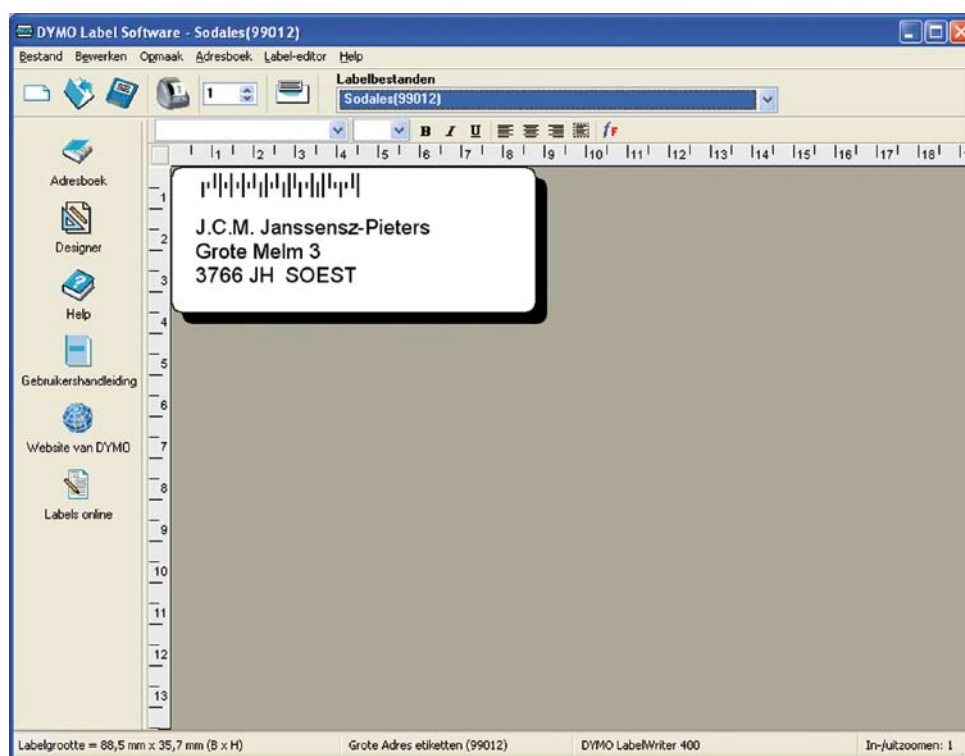 DYMO Label Software - Sodales(99012)
Bestand Bewerken Opmaak Adresboek Label-editor Help
Labelbestanden
1
Sodales(99012)
B I U
1 2 3 4 5 6 7 8 9 10 11 12 13 14 15 16 17 18
Adresboek
Designer
Help
Gebruikershandleiding
Website van DYMO
Labels online
1
2
3
4
5
6
7
8
9
10
11
12
13
J.C.M. Janssensz-Pieters
Grote Melm 3
3766 JH SOEST
Labelgrootte = 88,5 mm x 35,7 mm (B x H) Grote Adres etiketten (99012) DYMO LabelWriter 400 In-/uitzoomen: 1